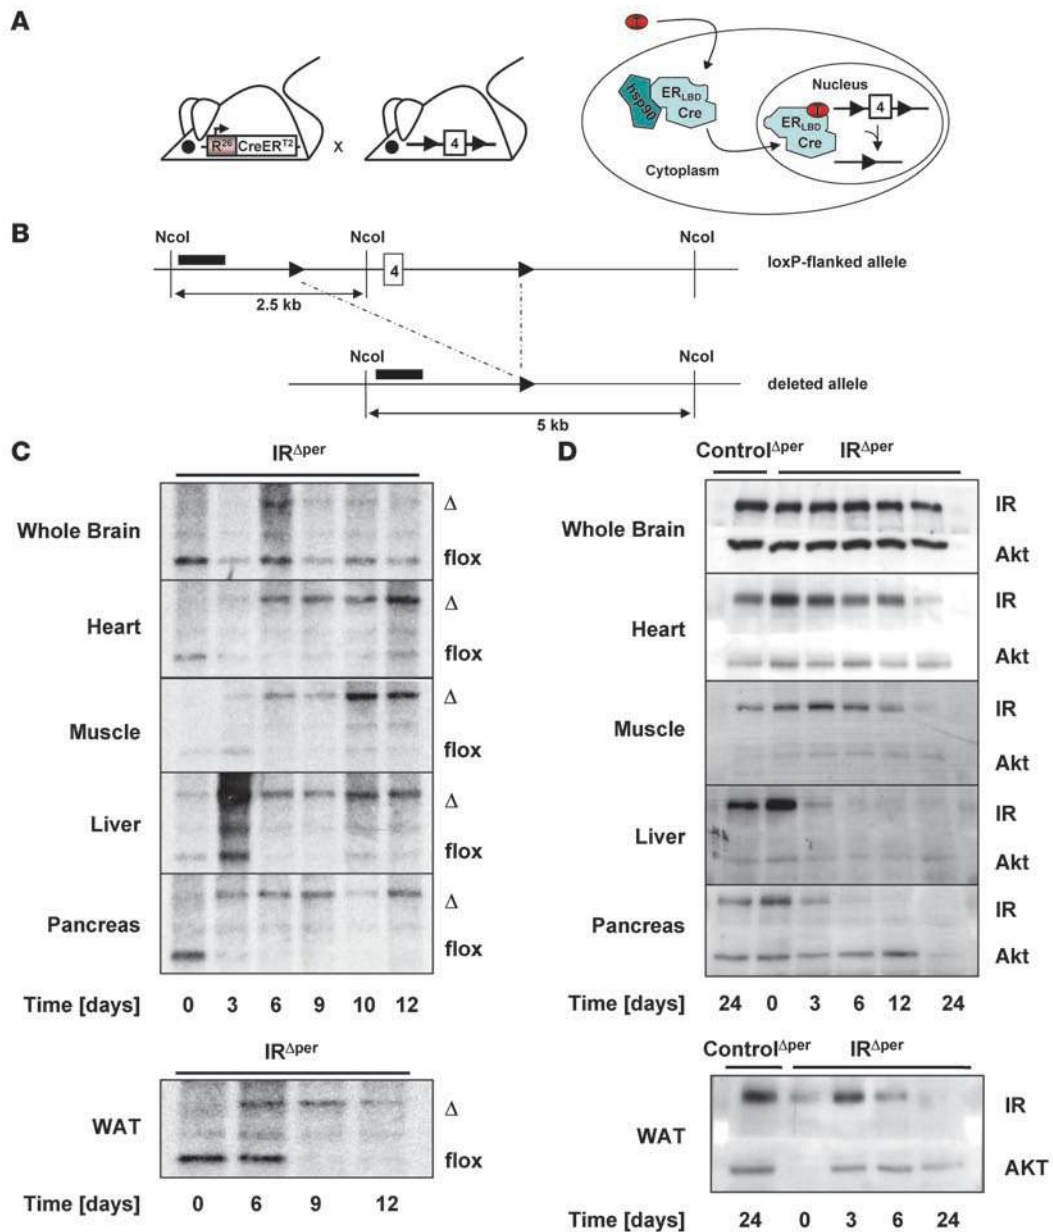 A
R26 CreERT2
x
4
I
hsp90
ERLBD
Cre
Cytoplasm
Nucleus
I
ERLBD
Cre
4
B
NcoI NcoI NcoI
4
loxP-flanked allele
2.5 kb
NcoI NcoI
deleted allele
5 kb
C
IRΔper
Whole Brain
Δ
flox
Heart
Δ
flox
Muscle
Δ
flox
Liver
Δ
flox
Pancreas
Δ
flox
Time [days] 0 3 6 9 10 12
IRΔper
WAT
Δ
flox
Time [days] 0 6 9 12
D
ControlΔper IRΔper
Whole Brain
IR
Akt
Heart
IR
Akt
Muscle
IR
Akt
Liver
IR
Akt
Pancreas
IR
Akt
Time [days] 24 0 3 6 12 24
ControlΔper IRΔper
WAT
IR
AKT
Time [days] 24 0 3 6 24